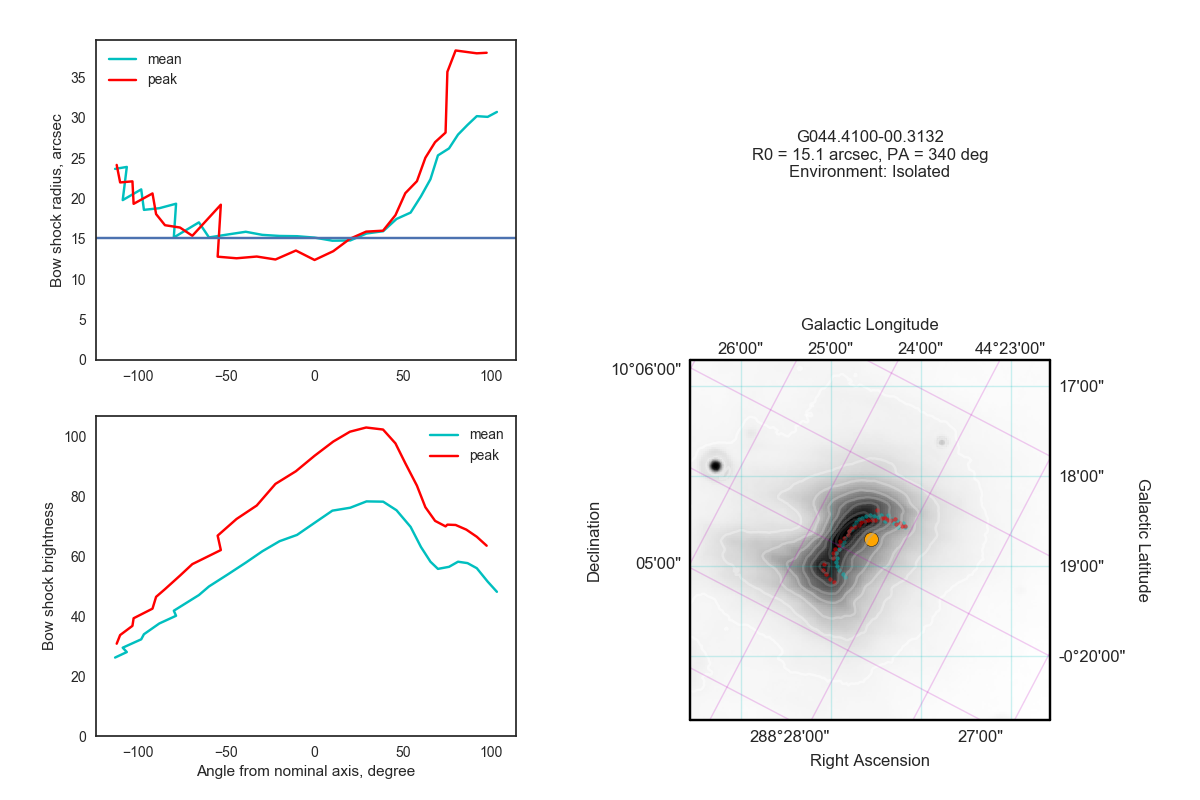 mean
peak
35
30
25
20
15
10
5
0
Bow shock radius, arcsec
−100
−50
0
50
100
G044.4100-00.3132
R0 = 15.1 arcsec, PA = 340 deg
Environment: Isolated
mean
peak
100
80
60
40
20
0
Bow shock brightness
−100
−50
0
50
100
Angle from nominal axis, degree
Galactic Longitude
26'00"
25'00"
24'00"
44°23'00"
10°06'00"
05'00"
Declination
17'00"
18'00"
19'00"
-0°20'00"
Galactic Latitude
288°28'00"
27'00"
Right Ascension